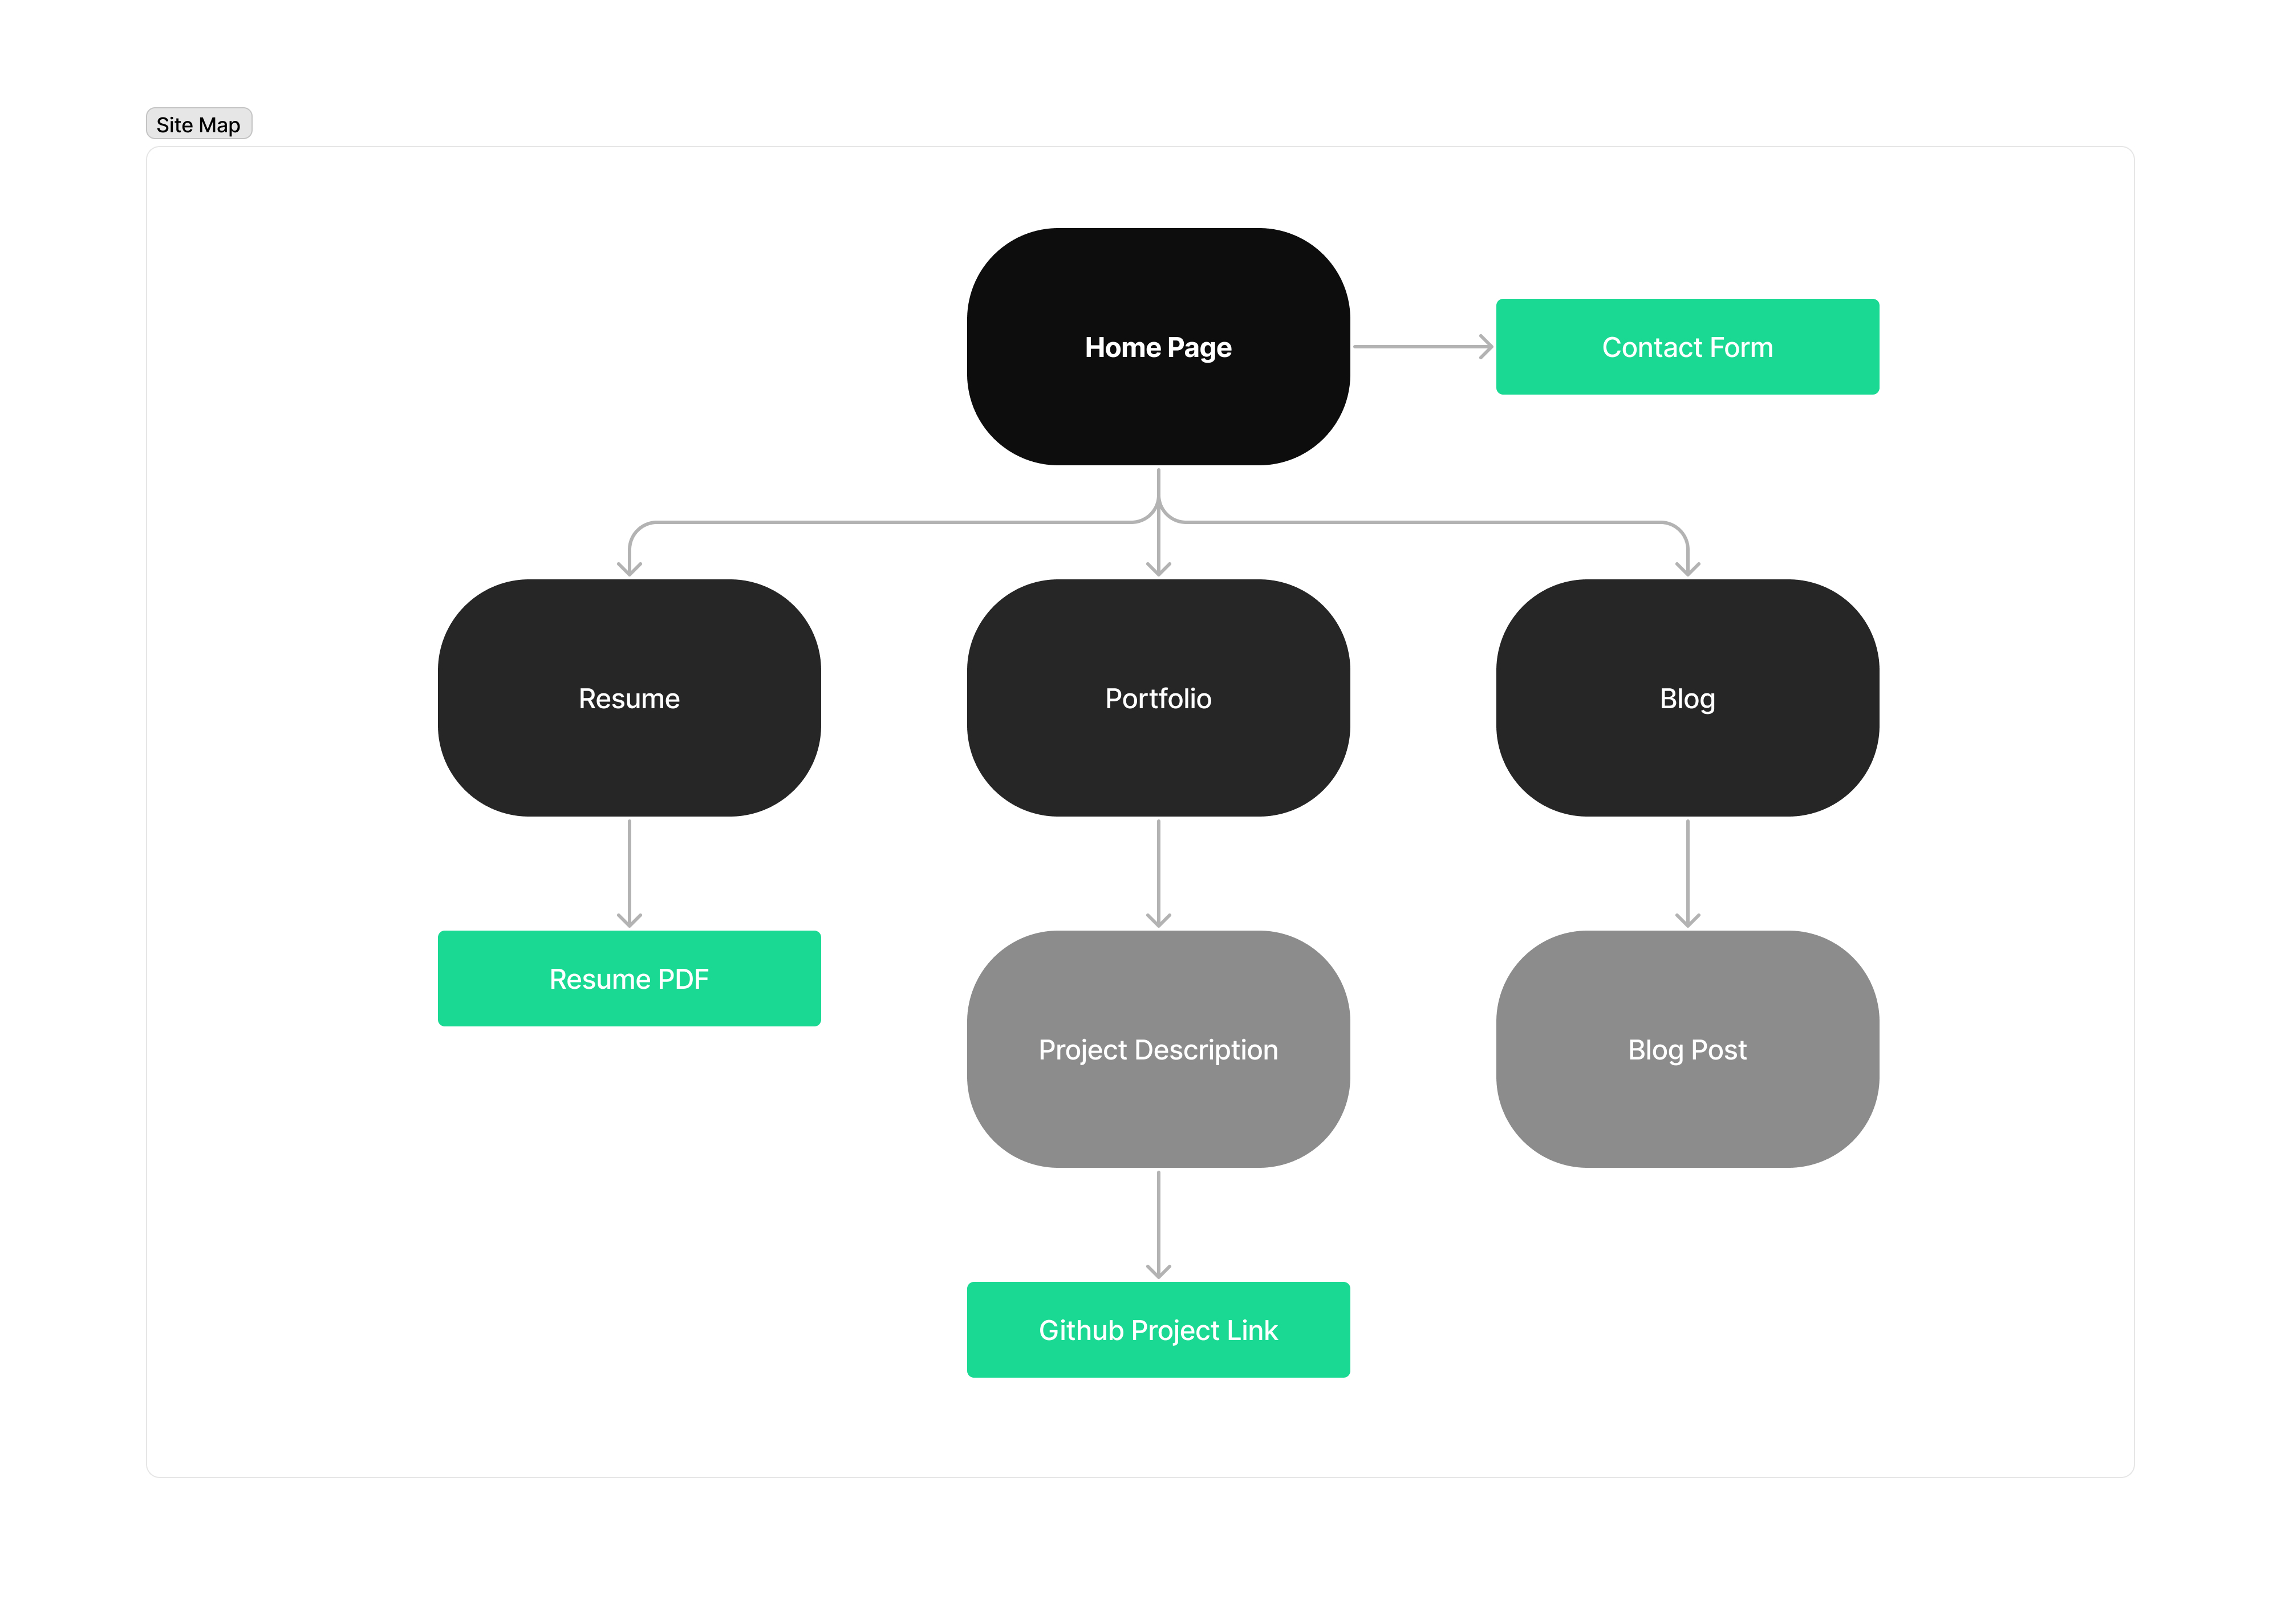 Site Map
Home Page
Contact Form
Resume
Portfolio
Blog
Resume PDF
Project Description
Blog Post
Github Project Link